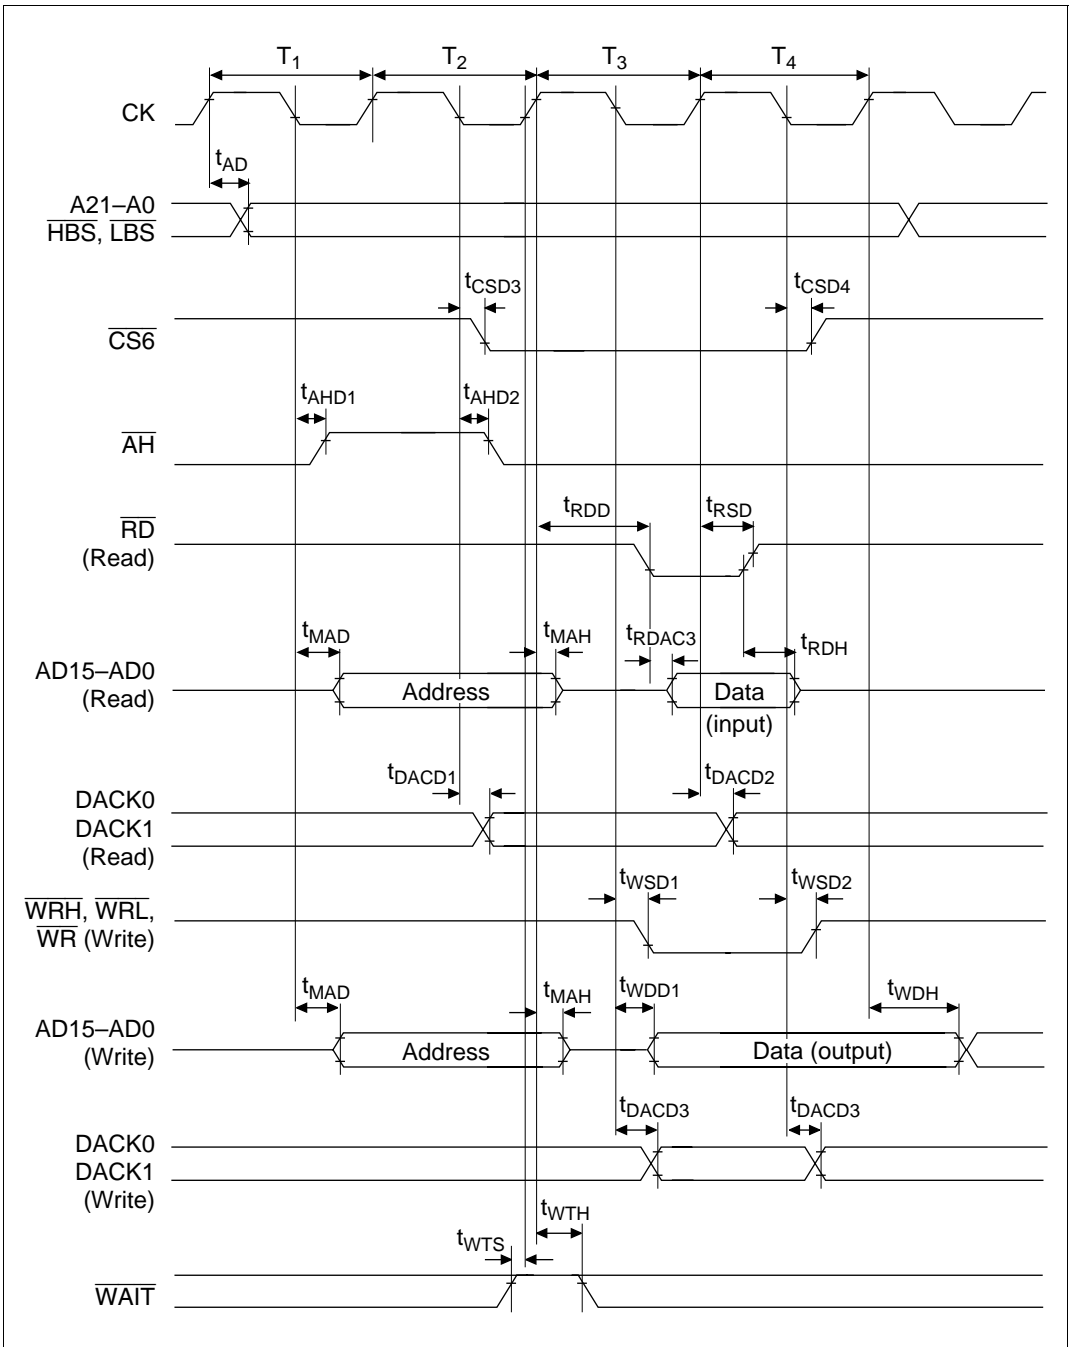 T1 T2 T3 T4
CK
tAD
A21–A0
HBS, LBS
tCSD3 tCSD4
CS6
tAHD1 tAHD2
AH
tRDD tRSD
RD
(Read)
tMAD tMAH tRDAC3 tRDH
AD15–AD0
(Read)
Address Data
(input)
tDACD1 tDACD2
DACK0
DACK1
(Read)
tWSD1 tWSD2
WRH, WRL,
WR (Write)
tMAD tMAH tWDD1 tWDH
AD15–AD0
(Write)
Address Data (output)
tDACD3 tDACD3
DACK0
DACK1
(Write)
tWTS tWTH
WAIT